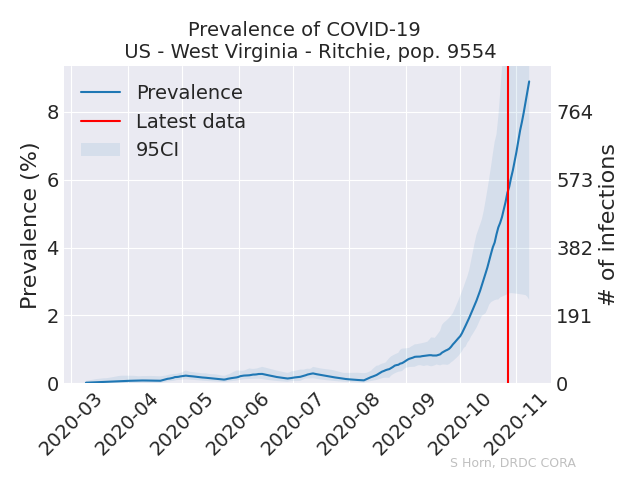 Prevalence of COVID-19
US - West Virginia - Ritchie, pop. 9554
Prevalence
Latest data
95CI
Prevalence (%)
8
6
4
2
0
764
573
382
191
0
# of infections
2020-03
2020-04
2020-05
2020-06
2020-07
2020-08
2020-09
2020-10
2020-11
S Horn, DRDC CORA